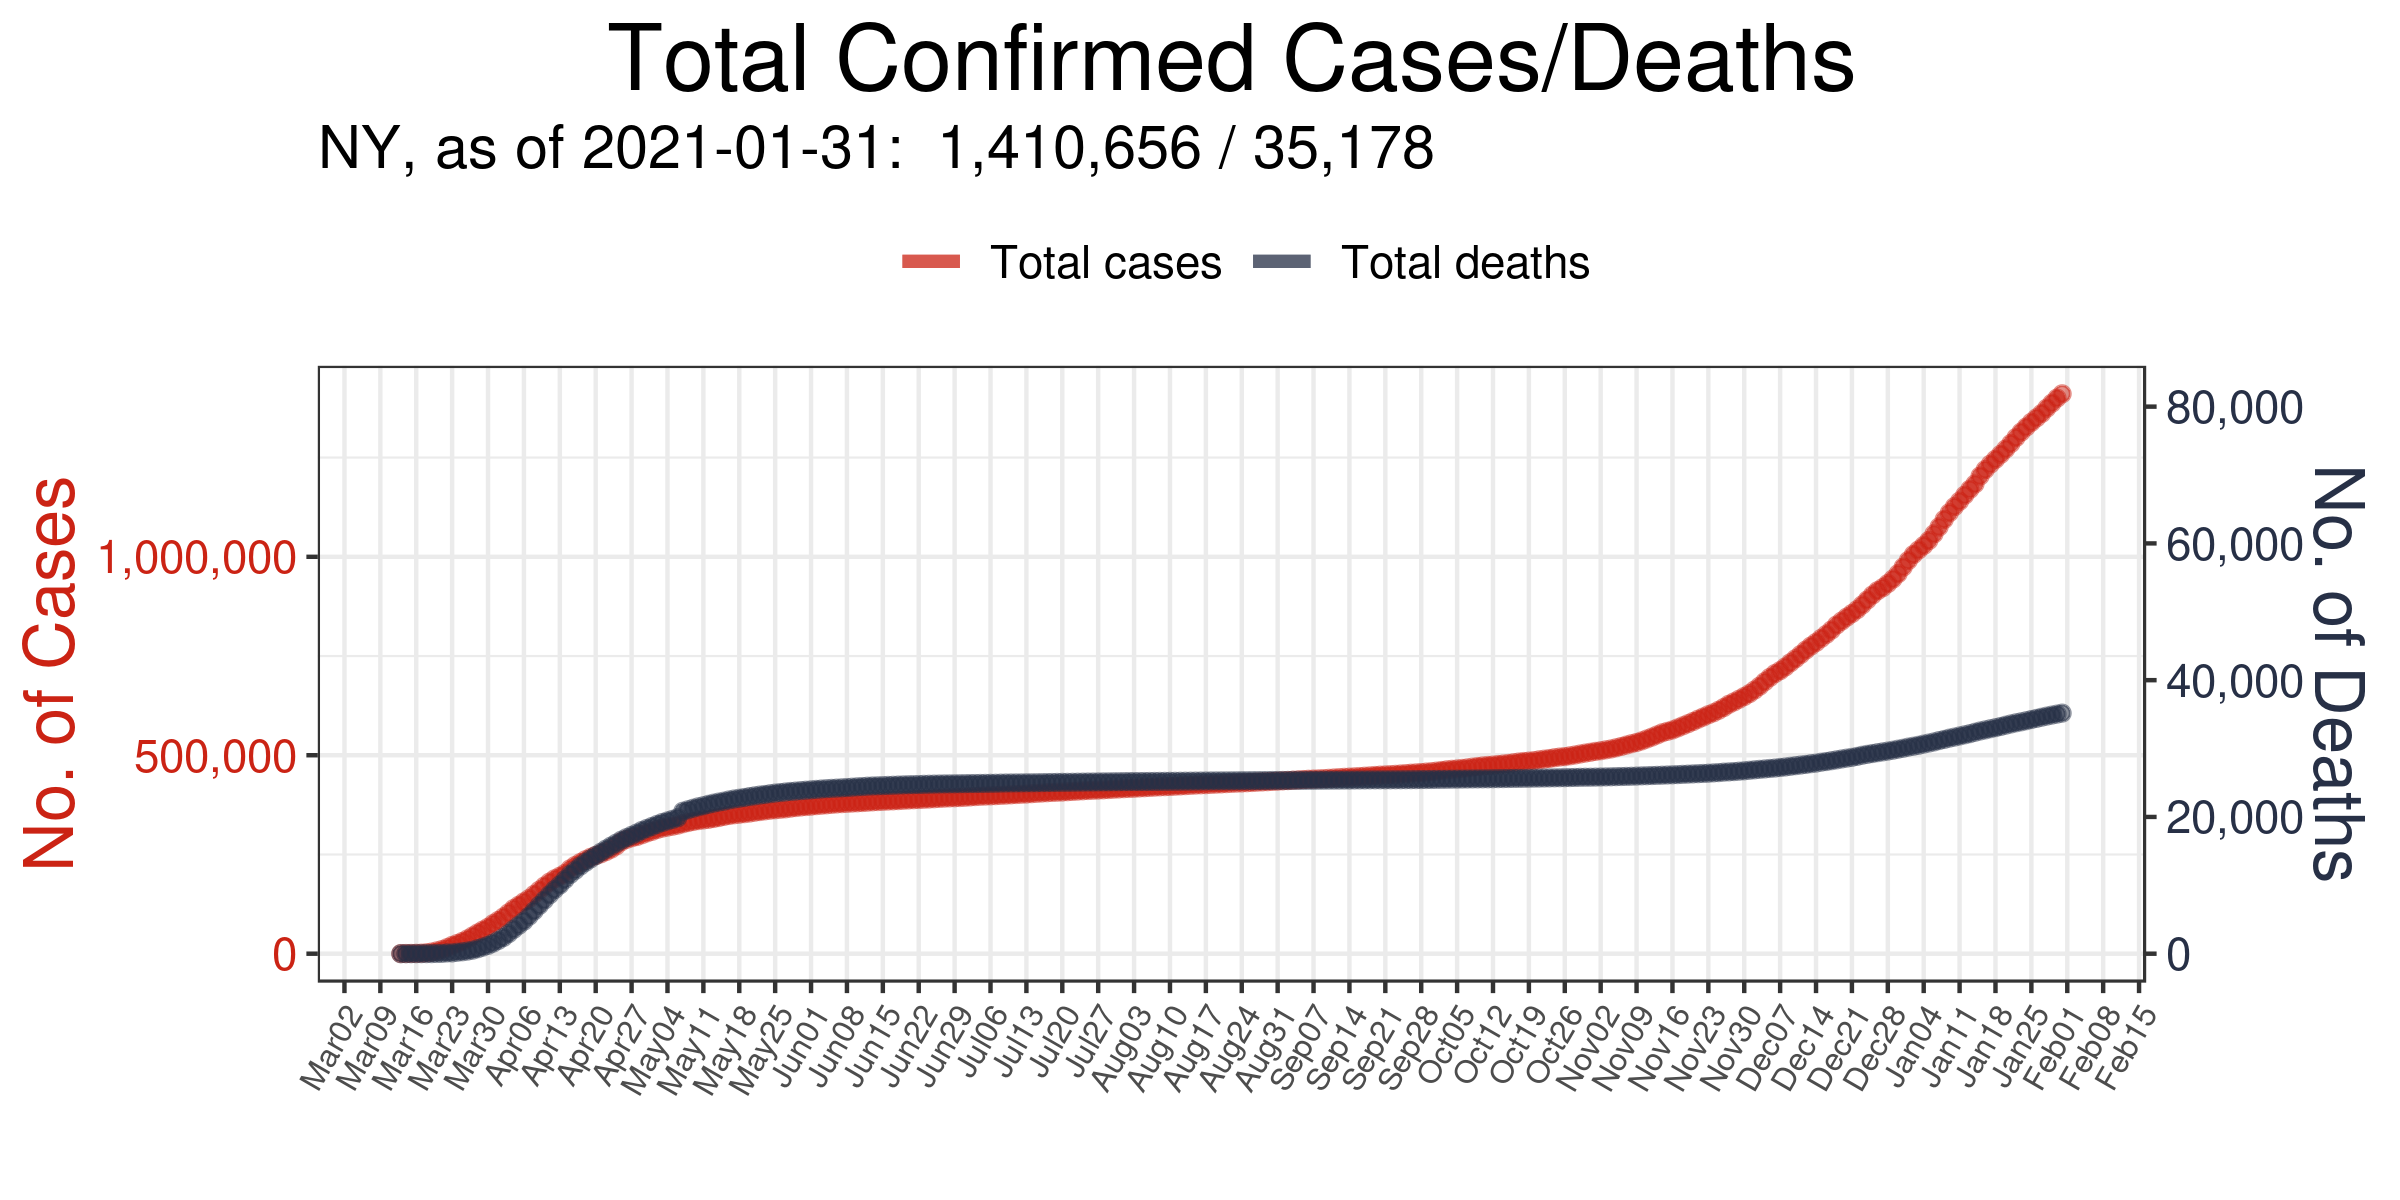 Total Confirmed Cases/Deaths
NY, as of 2021-01-31:  1,410,656 / 35,178
Total cases
Total deaths
No. of Cases
1,000,000
500,000
0
80,000
60,000
40,000
20,000
0
No. of Deaths
Mar02
Mar09
Mar16
Mar23
Mar30
Apr06
Apr13
Apr20
Apr27
May04
May11
May18
May25
Jun01
Jun08
Jun15
Jun22
Jun29
Jul06
Jul13
Jul20
Jul27
Aug03
Aug10
Aug17
Aug24
Aug31
Sep07
Sep14
Sep21
Sep28
Oct05
Oct12
Oct19
Oct26
Nov02
Nov09
Nov16
Nov23
Nov30
Dec07
Dec14
Dec21
Dec28
Jan04
Jan11
Jan18
Jan25
Feb01
Feb08
Feb15